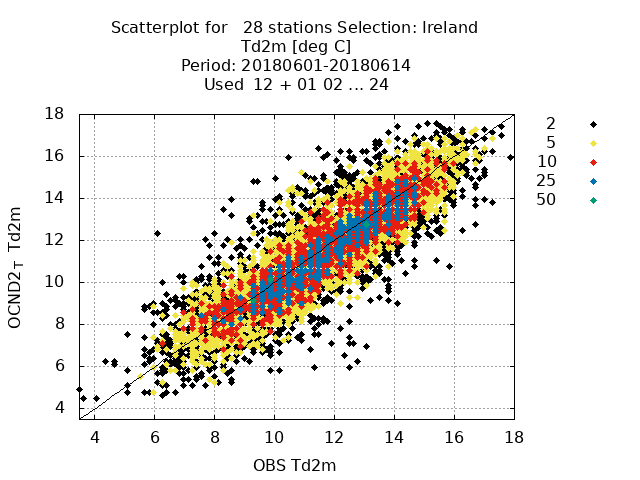 Scatterplot for   28 stations Selection: Ireland
Td2m [deg C]
Period: 20180601-20180614
Used  12 + 01 02 ... 24
18
16
14
12
10
8
6
4
4 6 8 10 12 14 16 18
OCND2_T  Td2m
OBS Td2m
2
5
10
25
50